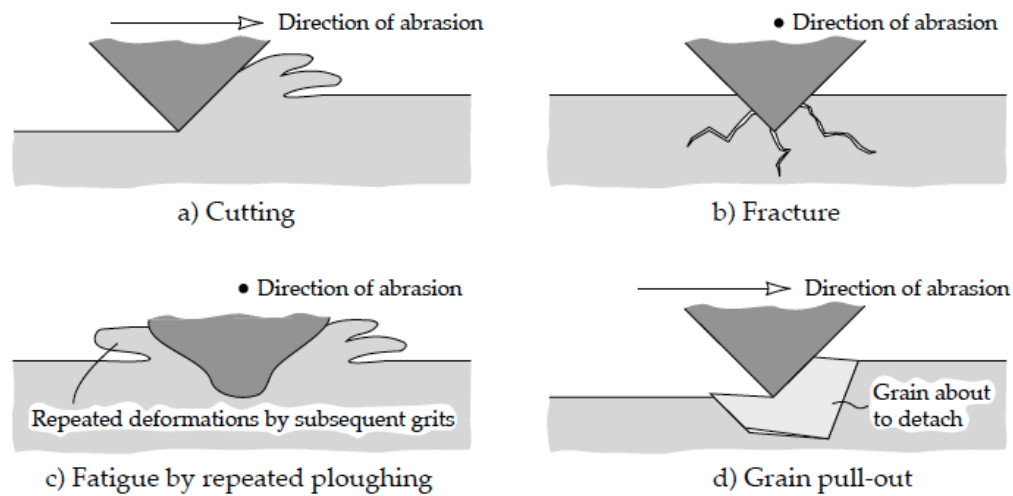 Direction of abrasion
Direction of abrasion
a) Cutting
b) Fracture
Direction of abrasion
Direction of abrasion
Repeated deformations by subsequent grits
Grain about
to detach
c) Fatigue by repeated ploughing
d) Grain pull-out